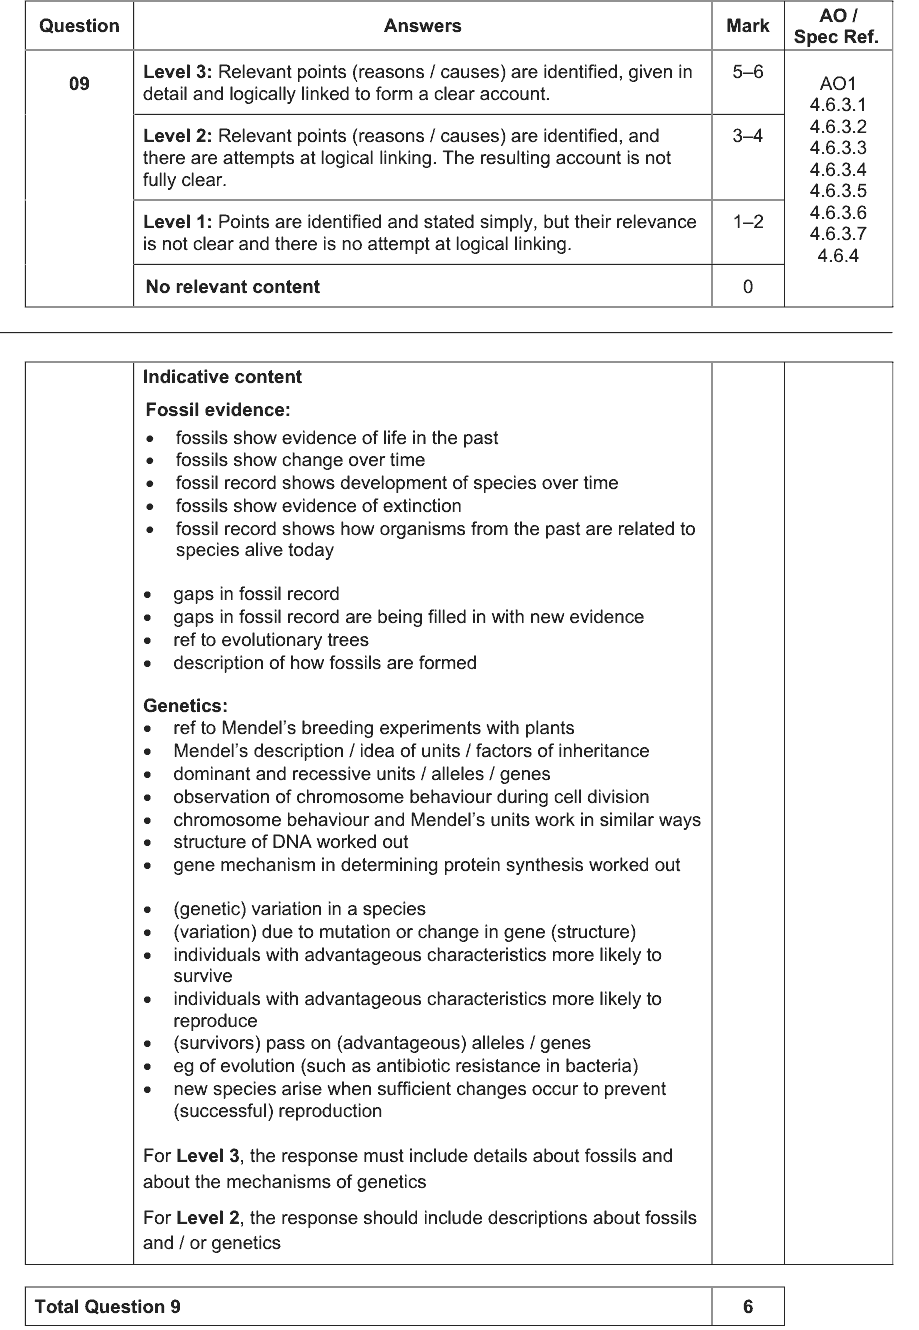 Question Answers Mark AO /
Spec Ref.
09 Level 3: Relevant points (reasons / causes) are identified, given in 5–6
detail and logically linked to form a clear account.
Level 2: Relevant points (reasons / causes) are identified, and 3–4
there are attempts at logical linking. The resulting account is not
fully clear.
Level 1: Points are identified and stated simply, but their relevance 1–2
is not clear and there is no attempt at logical linking.
No relevant content 0
AO1
4.6.3.1
4.6.3.2
4.6.3.3
4.6.3.4
4.6.3.5
4.6.3.6
4.6.3.7
4.6.4
Indicative content
Fossil evidence:
• fossils show evidence of life in the past
• fossils show change over time
• fossil record shows development of species over time
• fossils show evidence of extinction
• fossil record shows how organisms from the past are related to
species alive today
• gaps in fossil record
• gaps in fossil record are being filled in with new evidence
• ref to evolutionary trees
• description of how fossils are formed
Genetics:
• ref to Mendel's breeding experiments with plants
• Mendel's description / idea of units / factors of inheritance
• dominant and recessive units / alleles / genes
• observation of chromosome behaviour during cell division
• chromosome behaviour and Mendel's units work in similar ways
• structure of DNA worked out
• gene mechanism in determining protein synthesis worked out
• (genetic) variation in a species
• (variation) due to mutation or change in gene (structure)
• individuals with advantageous characteristics more likely to
survive
• individuals with advantageous characteristics more likely to
reproduce
• (survivors) pass on (advantageous) alleles / genes
• eg of evolution (such as antibiotic resistance in bacteria)
• new species arise when sufficient changes occur to prevent
(successful) reproduction
For Level 3, the response must include details about fossils and
about the mechanisms of genetics
For Level 2, the response should include descriptions about fossils
and / or genetics
Total Question 9 6